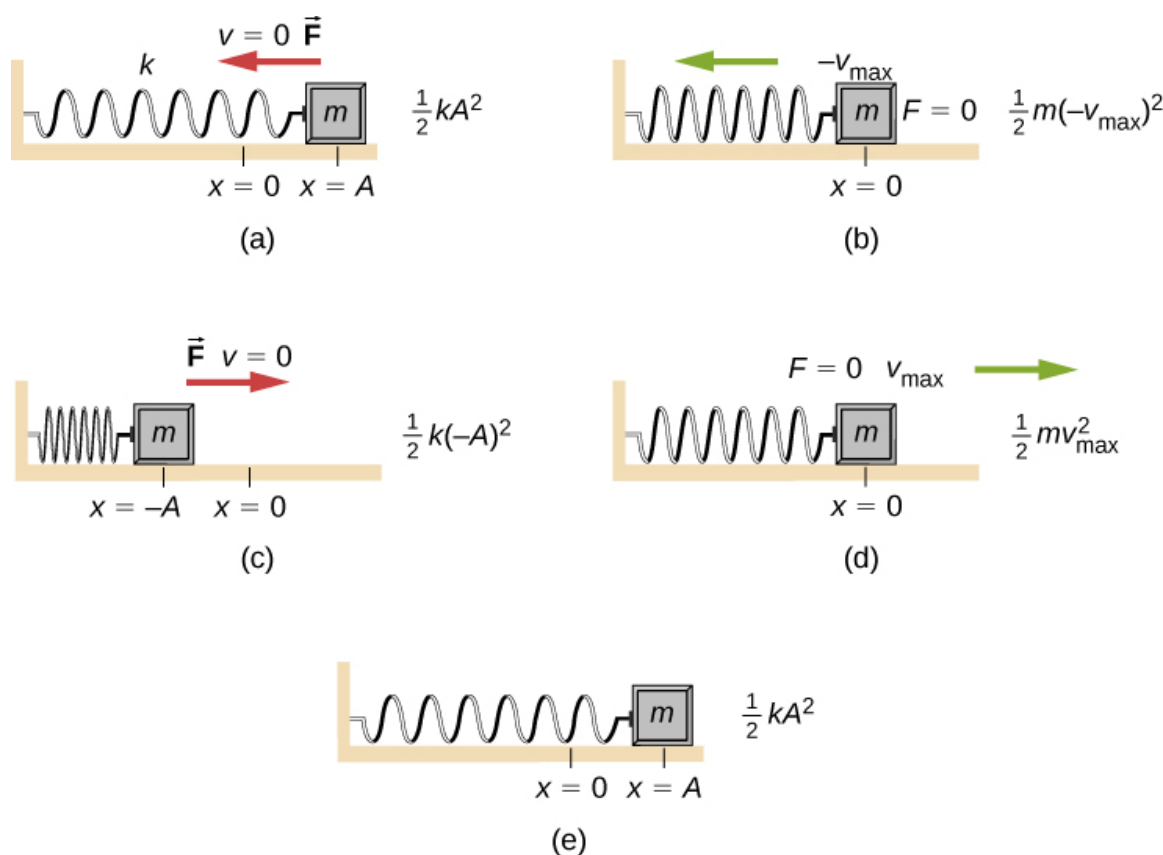 v = 0 F⃗
k
m
½ kA²
x = 0 x = A
(a)
−v_max
m F = 0 ½ m(−v_max)²
x = 0
(b)
F⃗ v = 0
m
½ k(–A)²
x = –A x = 0
(c)
F = 0 v_max
m
½ mv²_max
x = 0
(d)
m
½ kA²
x = 0 x = A
(e)